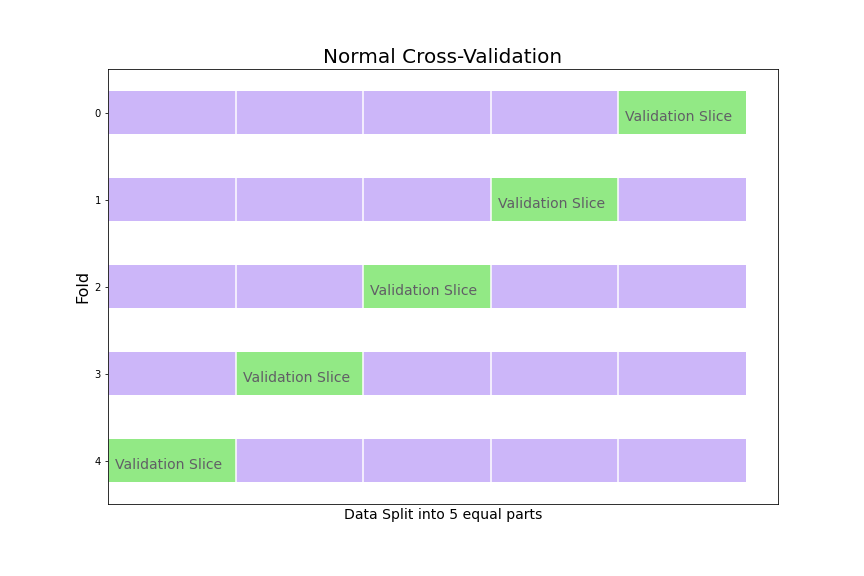 Normal Cross-Validation
0
Validation Slice
1
Validation Slice
Fold
2
Validation Slice
3
Validation Slice
4
Validation Slice
Data Split into 5 equal parts